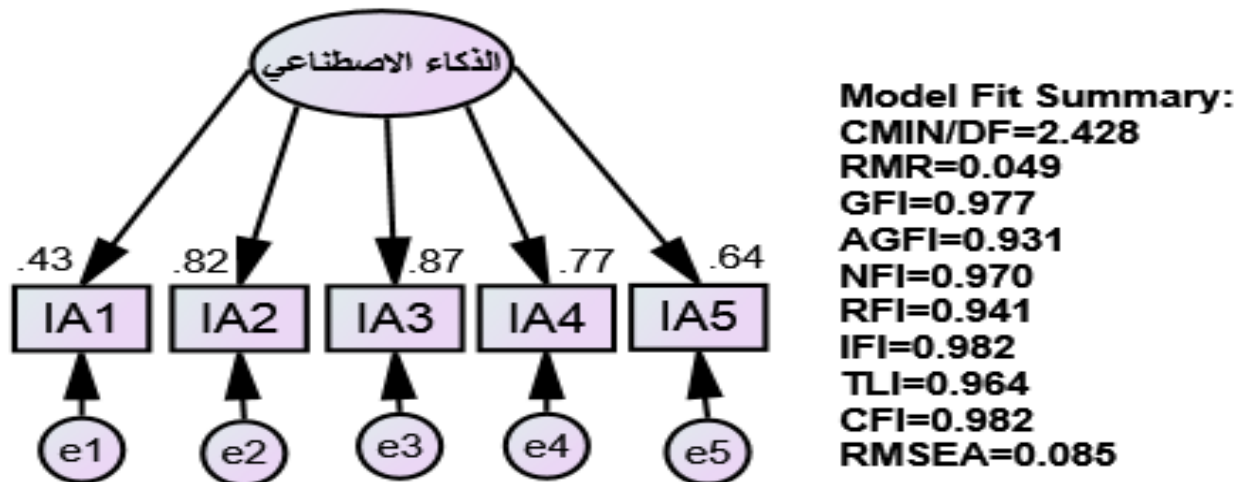 الذكاء الاصطناعي
.43 .82 .87 .77 .64
IA1 IA2 IA3 IA4 IA5
e1 e2 e3 e4 e5
Model Fit Summary:
CMIN/DF=2.428
RMR=0.049
GFI=0.977
AGFI=0.931
NFI=0.970
RFI=0.941
IFI=0.982
TLI=0.964
CFI=0.982
RMSEA=0.085